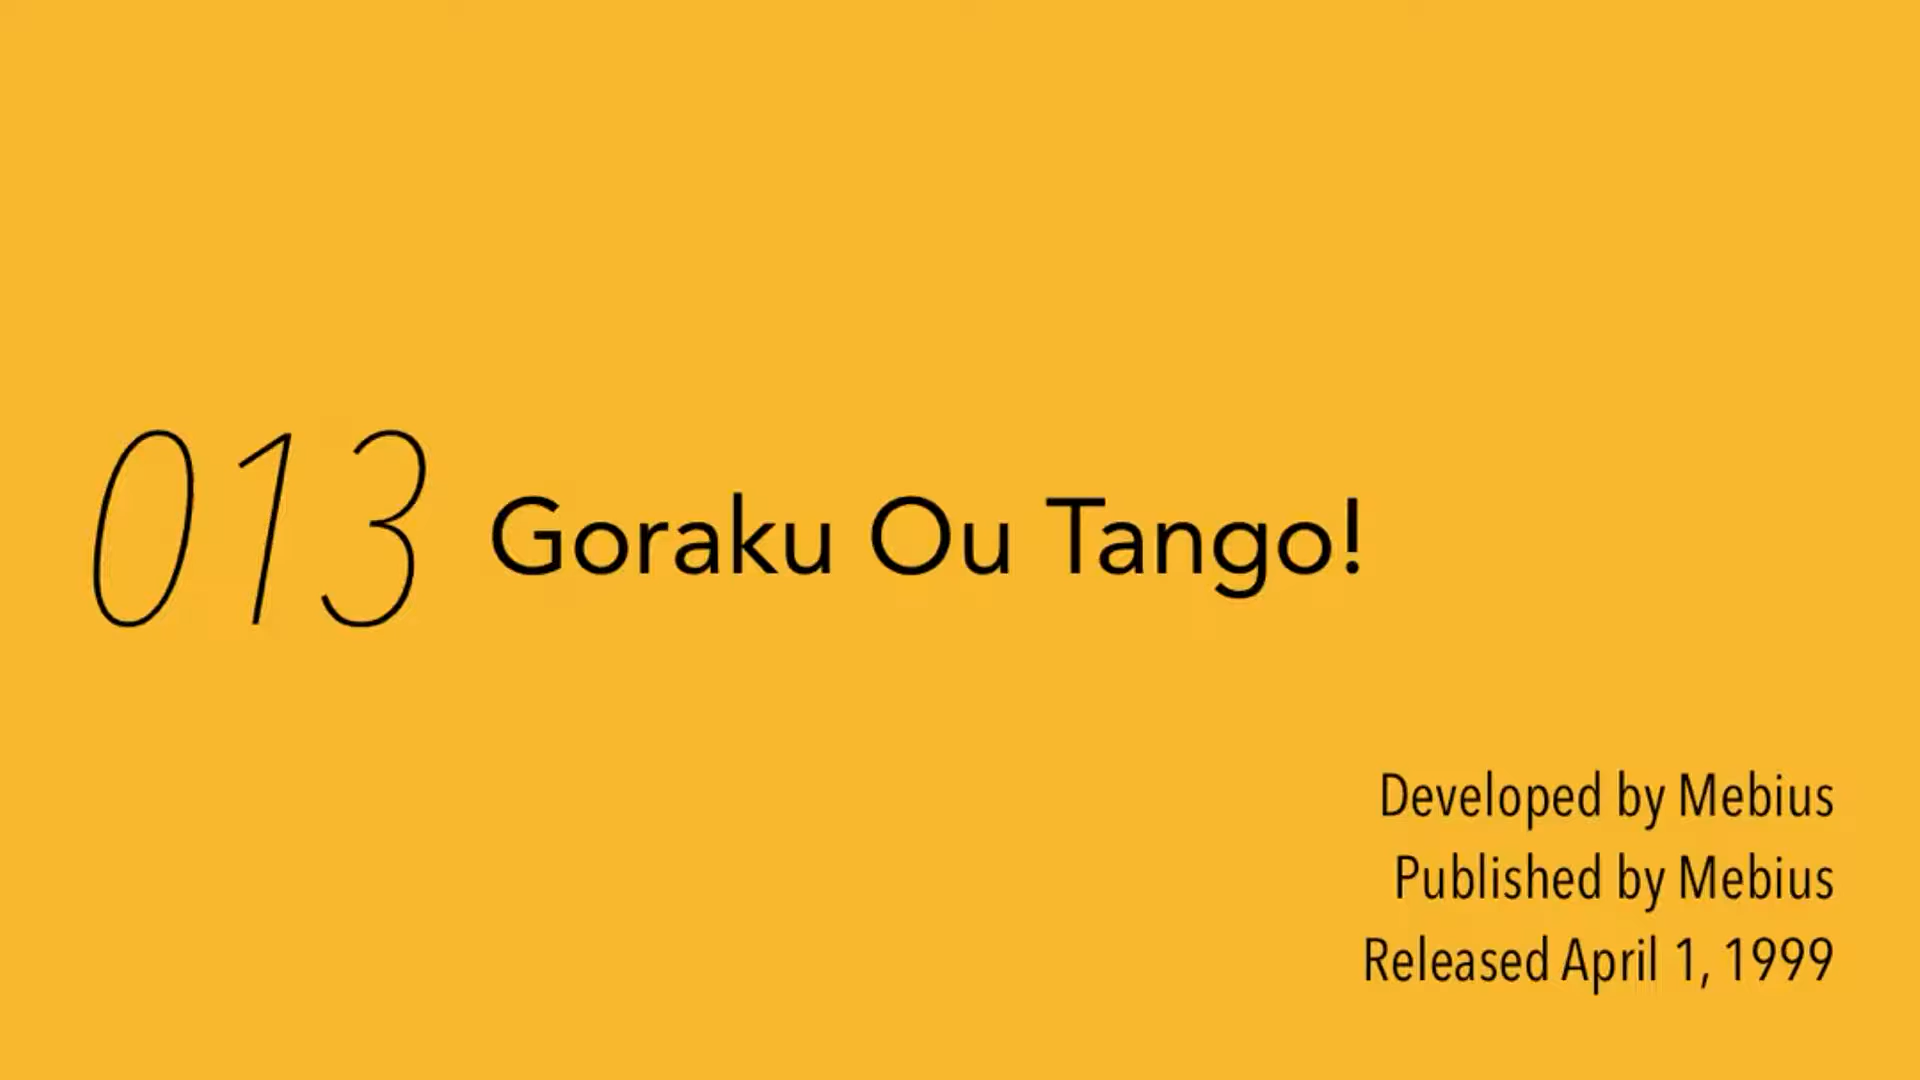 013 Goraku Ou Tango!
Developed by Mebius
Published by Mebius
Released April 1, 1999